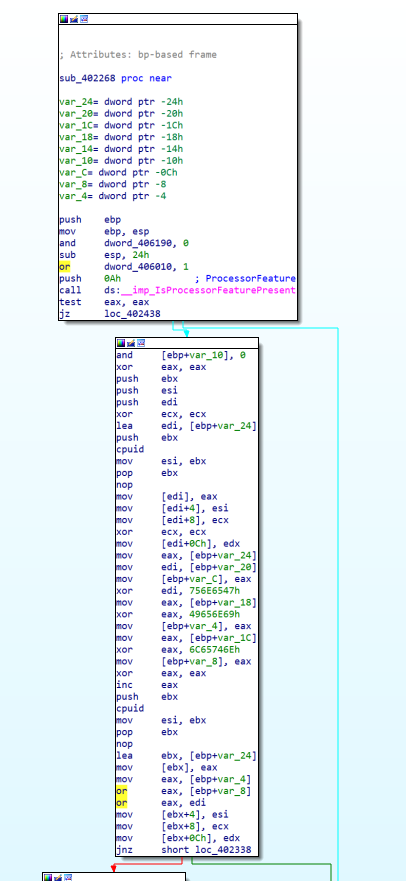 ; Attributes: bp-based frame
sub_402268 proc near
var_24= dword ptr -24h
var_20= dword ptr -20h
var_1C= dword ptr -1Ch
var_18= dword ptr -18h
var_14= dword ptr -14h
var_10= dword ptr -10h
var_C= dword ptr -0Ch
var_8= dword ptr -8
var_4= dword ptr -4
push ebp
mov ebp, esp
and dword_406190, 0
sub esp, 24h
or dword_406010, 1
push 0Ah ; ProcessorFeature
call ds:__imp_IsProcessorFeaturePresent
test eax, eax
jz loc_402438
and [ebp+var_10], 0
xor eax, eax
push ebx
push esi
push edi
xor ecx, ecx
lea edi, [ebp+var_24]
push ebx
cpuid
mov esi, ebx
pop ebx
nop
mov [edi], eax
mov [edi+4], esi
mov [edi+8], ecx
xor ecx, ecx
mov [edi+0Ch], edx
mov eax, [ebp+var_24]
mov edi, [ebp+var_20]
mov [ebp+var_C], eax
xor edi, 756E6547h
mov eax, [ebp+var_18]
xor eax, 49656E69h
mov [ebp+var_4], eax
mov eax, [ebp+var_1C]
xor eax, 6C65746Eh
mov [ebp+var_8], eax
xor eax, eax
inc eax
push ebx
cpuid
mov esi, ebx
pop ebx
nop
lea ebx, [ebp+var_24]
mov [ebx], eax
mov eax, [ebp+var_4]
or eax, [ebp+var_8]
or eax, edi
mov [ebx+4], esi
mov [ebx+8], ecx
mov [ebx+0Ch], edx
jnz short loc_402338